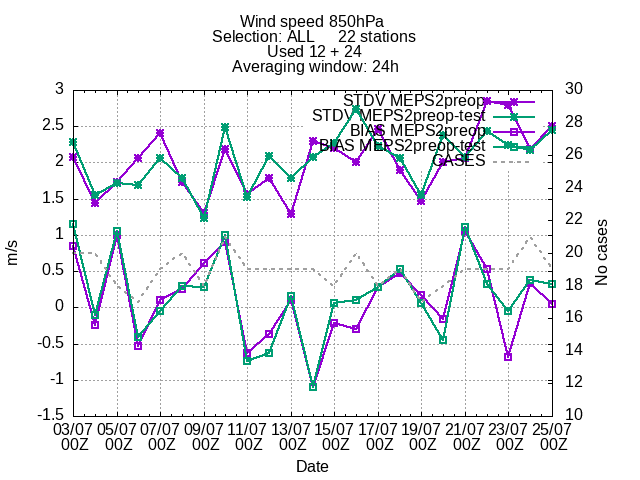 Wind speed 850hPa
Selection: ALL 22 stations
Used 12 + 24
Averaging window: 24h
STDV MEPS2preop
STDV MEPS2preop-test
BIAS MEPS2preop
BIAS MEPS2preop-test
CASES
3
2.5
2
1.5
1
0.5
0
-0.5
-1
-1.5
m/s
30
28
26
24
22
20
18
16
14
12
10
No cases
03/07 05/07 07/07 09/07 11/07 13/07 15/07 17/07 19/07 21/07 23/07 25/07
00Z 00Z 00Z 00Z 00Z 00Z 00Z 00Z 00Z 00Z 00Z 00Z
Date